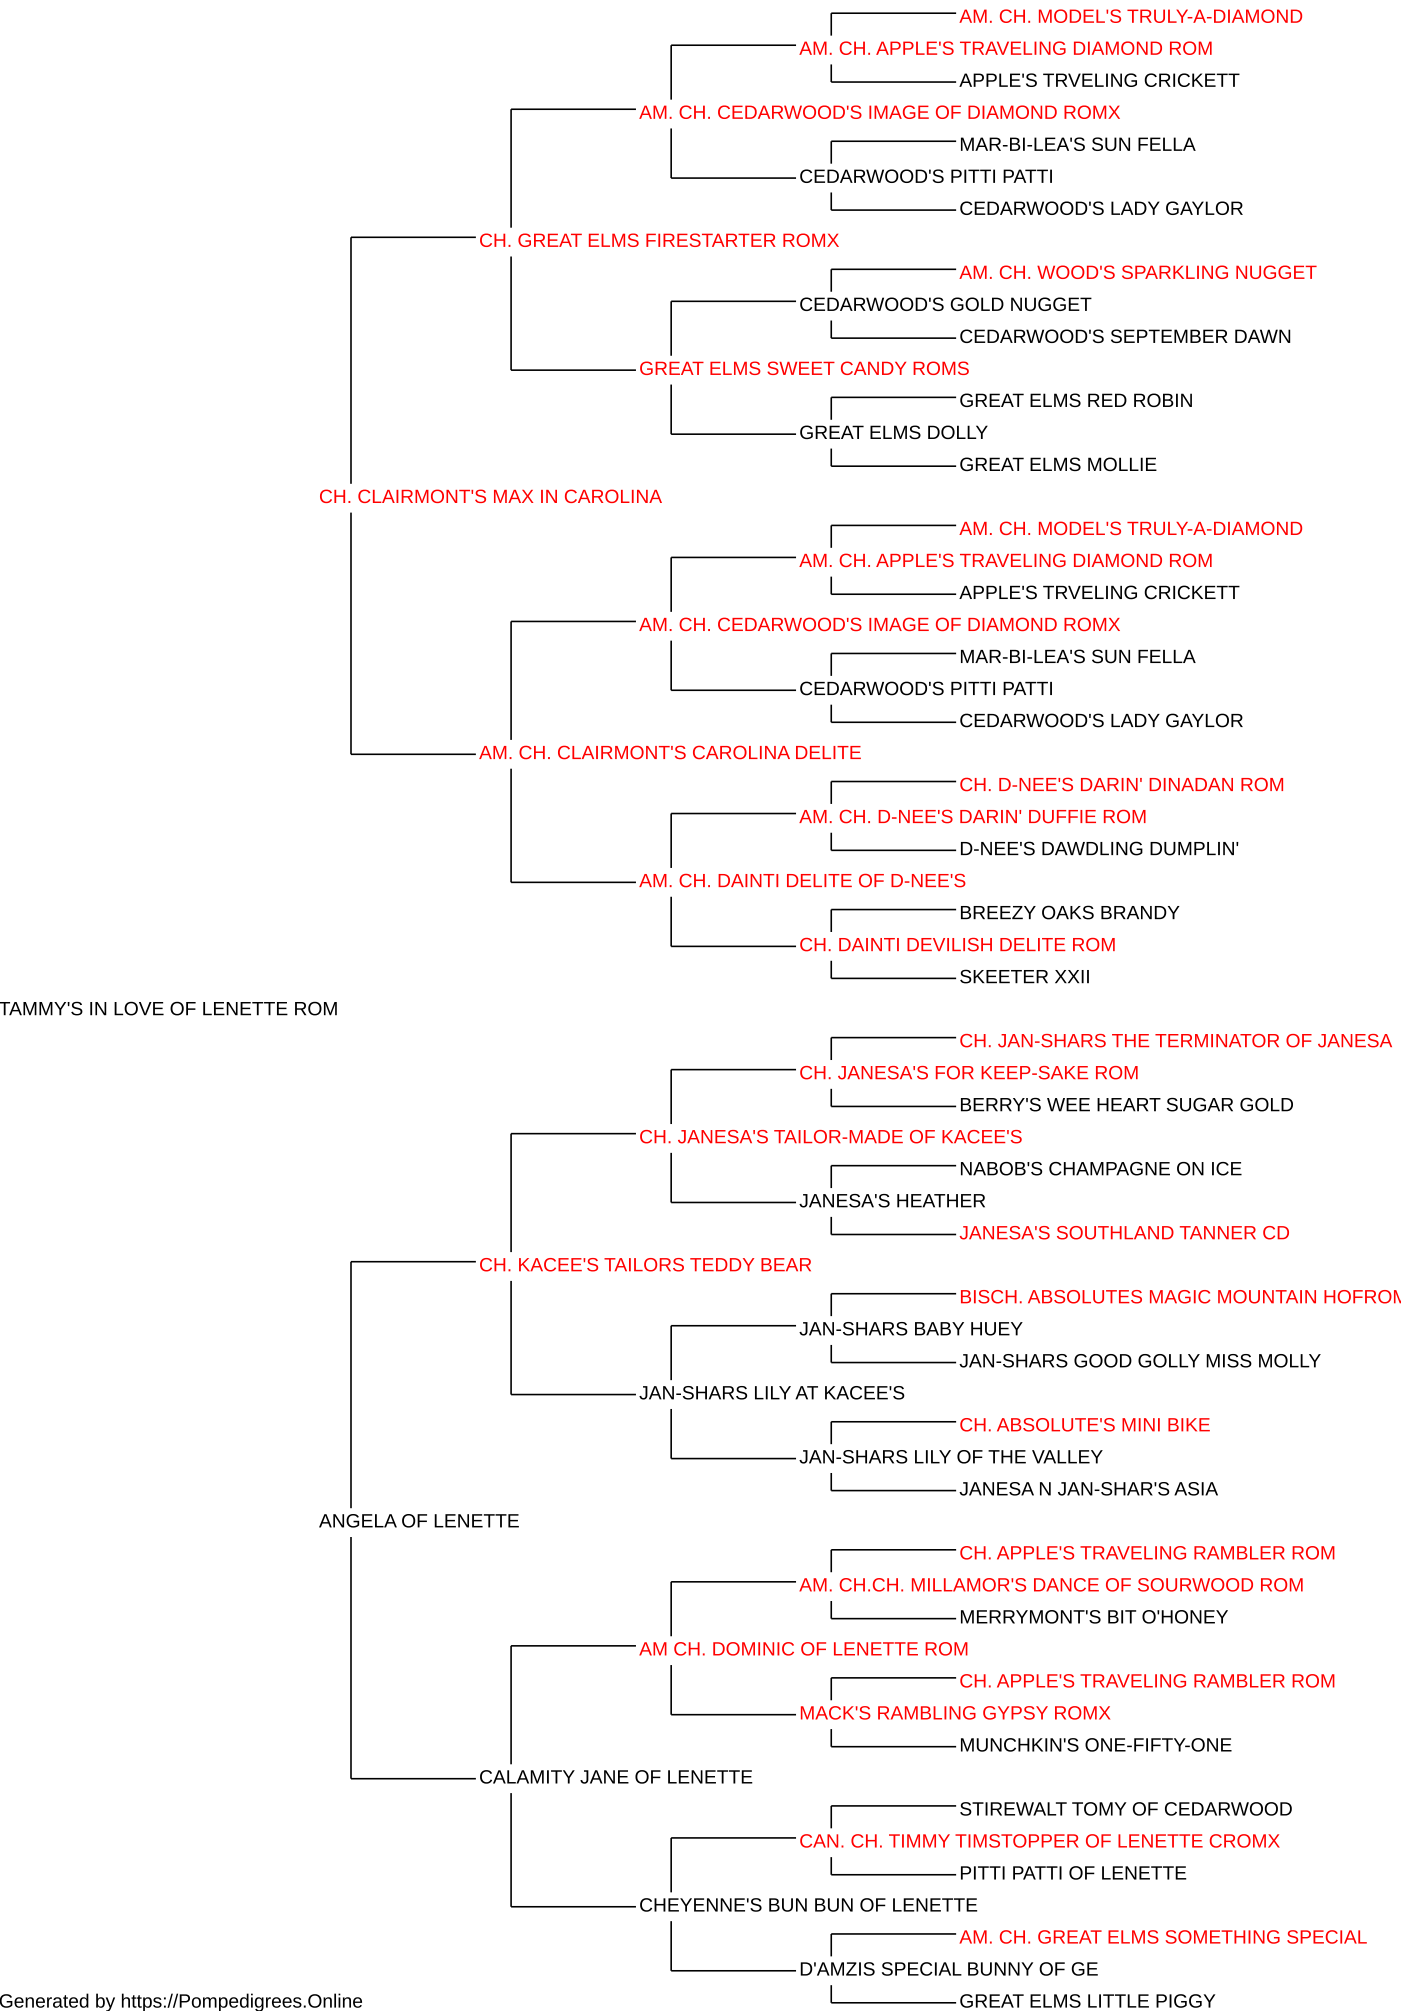 AM. CH. MODEL'S TRULY-A-DIAMOND
AM. CH. APPLE'S TRAVELING DIAMOND ROM
APPLE'S TRVELING CRICKETT
AM. CH. CEDARWOOD'S IMAGE OF DIAMOND ROMX
MAR-BI-LEA'S SUN FELLA
CEDARWOOD'S PITTI PATTI
CEDARWOOD'S LADY GAYLOR
CH. GREAT ELMS FIRESTARTER ROMX
AM. CH. WOOD'S SPARKLING NUGGET
CEDARWOOD'S GOLD NUGGET
CEDARWOOD'S SEPTEMBER DAWN
GREAT ELMS SWEET CANDY ROMS
GREAT ELMS RED ROBIN
GREAT ELMS DOLLY
GREAT ELMS MOLLIE
CH. CLAIRMONT'S MAX IN CAROLINA
AM. CH. MODEL'S TRULY-A-DIAMOND
AM. CH. APPLE'S TRAVELING DIAMOND ROM
APPLE'S TRVELING CRICKETT
AM. CH. CEDARWOOD'S IMAGE OF DIAMOND ROMX
MAR-BI-LEA'S SUN FELLA
CEDARWOOD'S PITTI PATTI
CEDARWOOD'S LADY GAYLOR
AM. CH. CLAIRMONT'S CAROLINA DELITE
CH. D-NEE'S DARIN' DINADAN ROM
AM. CH. D-NEE'S DARIN' DUFFIE ROM
D-NEE'S DAWDLING DUMPLIN'
AM. CH. DAINTI DELITE OF D-NEE'S
BREEZY OAKS BRANDY
CH. DAINTI DEVILISH DELITE ROM
SKEETER XXII
TAMMY'S IN LOVE OF LENETTE ROM
CH. JAN-SHARS THE TERMINATOR OF JANESA
CH. JANESA'S FOR KEEP-SAKE ROM
BERRY'S WEE HEART SUGAR GOLD
CH. JANESA'S TAILOR-MADE OF KACEE'S
NABOB'S CHAMPAGNE ON ICE
JANESA'S HEATHER
JANESA'S SOUTHLAND TANNER CD
CH. KACEE'S TAILORS TEDDY BEAR
BISCH. ABSOLUTES MAGIC MOUNTAIN HOFROM
JAN-SHARS BABY HUEY
JAN-SHARS GOOD GOLLY MISS MOLLY
JAN-SHARS LILY AT KACEE'S
CH. ABSOLUTE'S MINI BIKE
JAN-SHARS LILY OF THE VALLEY
JANESA N JAN-SHAR'S ASIA
ANGELA OF LENETTE
CH. APPLE'S TRAVELING RAMBLER ROM
AM. CH.CH. MILLAMOR'S DANCE OF SOURWOOD ROM
MERRYMONT'S BIT O'HONEY
AM CH. DOMINIC OF LENETTE ROM
CH. APPLE'S TRAVELING RAMBLER ROM
MACK'S RAMBLING GYPSY ROMX
MUNCHKIN'S ONE-FIFTY-ONE
CALAMITY JANE OF LENETTE
STIREWALT TOMY OF CEDARWOOD
CAN. CH. TIMMY TIMSTOPPER OF LENETTE CROMX
PITTI PATTI OF LENETTE
CHEYENNE'S BUN BUN OF LENETTE
AM. CH. GREAT ELMS SOMETHING SPECIAL
D'AMZIS SPECIAL BUNNY OF GE
GREAT ELMS LITTLE PIGGY
Generated by https://Pompedigrees.Online